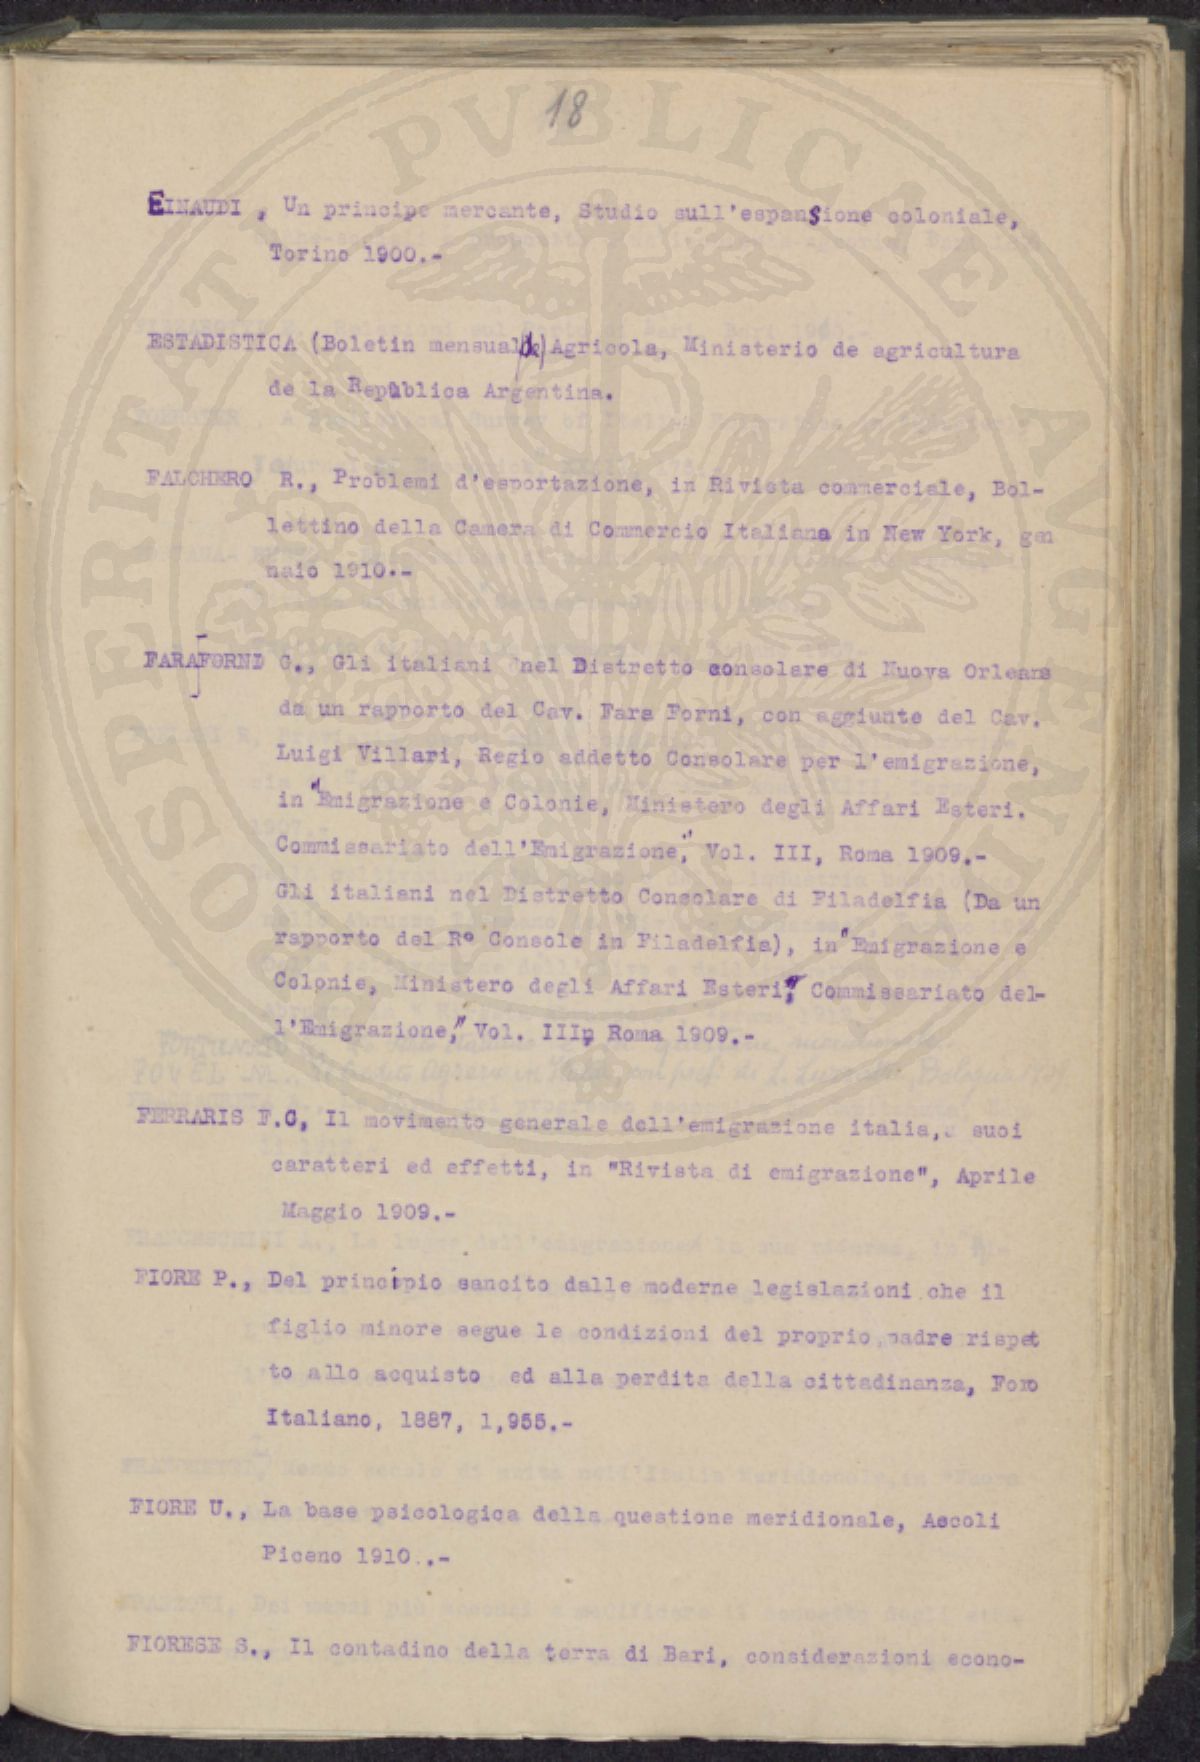 18
EINAUDI , Un principe mercante, Studio sull'espansione coloniale,
Torino 1900.-
ESTADISTICA (Boletin mensual de) Agricola, Ministerio de agricultura
de la Repùblica Argentina.
FALCHERO R., Problemi d'esportazione, in Rivista commerciale, Bol-
lettino della Camera di Commercio Italiana in New York, gen
naio 1910.-
FARAFORNI G., Gli italiani nel Distretto consolare di Nuova Orleans
da un rapporto del Cav. Fara Forni, con aggiunte del Cav.
Luigi Villari, Regio addetto Consolare per l'emigrazione,
in "Emigrazione e Colonie, Ministero degli Affari Esteri.
Commissariato dell'Emigrazione," Vol. III, Roma 1909.-
Gli italiani nel Distretto Consolare di Filadelfia (Da un
rapporto del Rº Console in Filadelfia), in "Emigrazione e
Colonie, Ministero degli Affari Esteri", Commissariato del-
l'Emigrazione," Vol. III, Roma 1909.-
FERRARIS F.C, Il movimento generale dell'emigrazione italia, suoi
caratteri ed effetti, in "Rivista di emigrazione", Aprile
Maggio 1909.-
FIORE P., Del principio sancito dalle moderne legislazioni che il
figlio minore segue le condizioni del proprio padre rispet
to allo acquisto ed alla perdita della cittadinanza, Foro
Italiano, 1887, 1,955.-
FIORE U., La base psicologica della questione meridionale, Ascoli
Piceno 1910..-
FIORESE S., Il contadino della terra di Bari, considerazioni econo-
PROSPERITATI PVBLICAE AVGENDAE